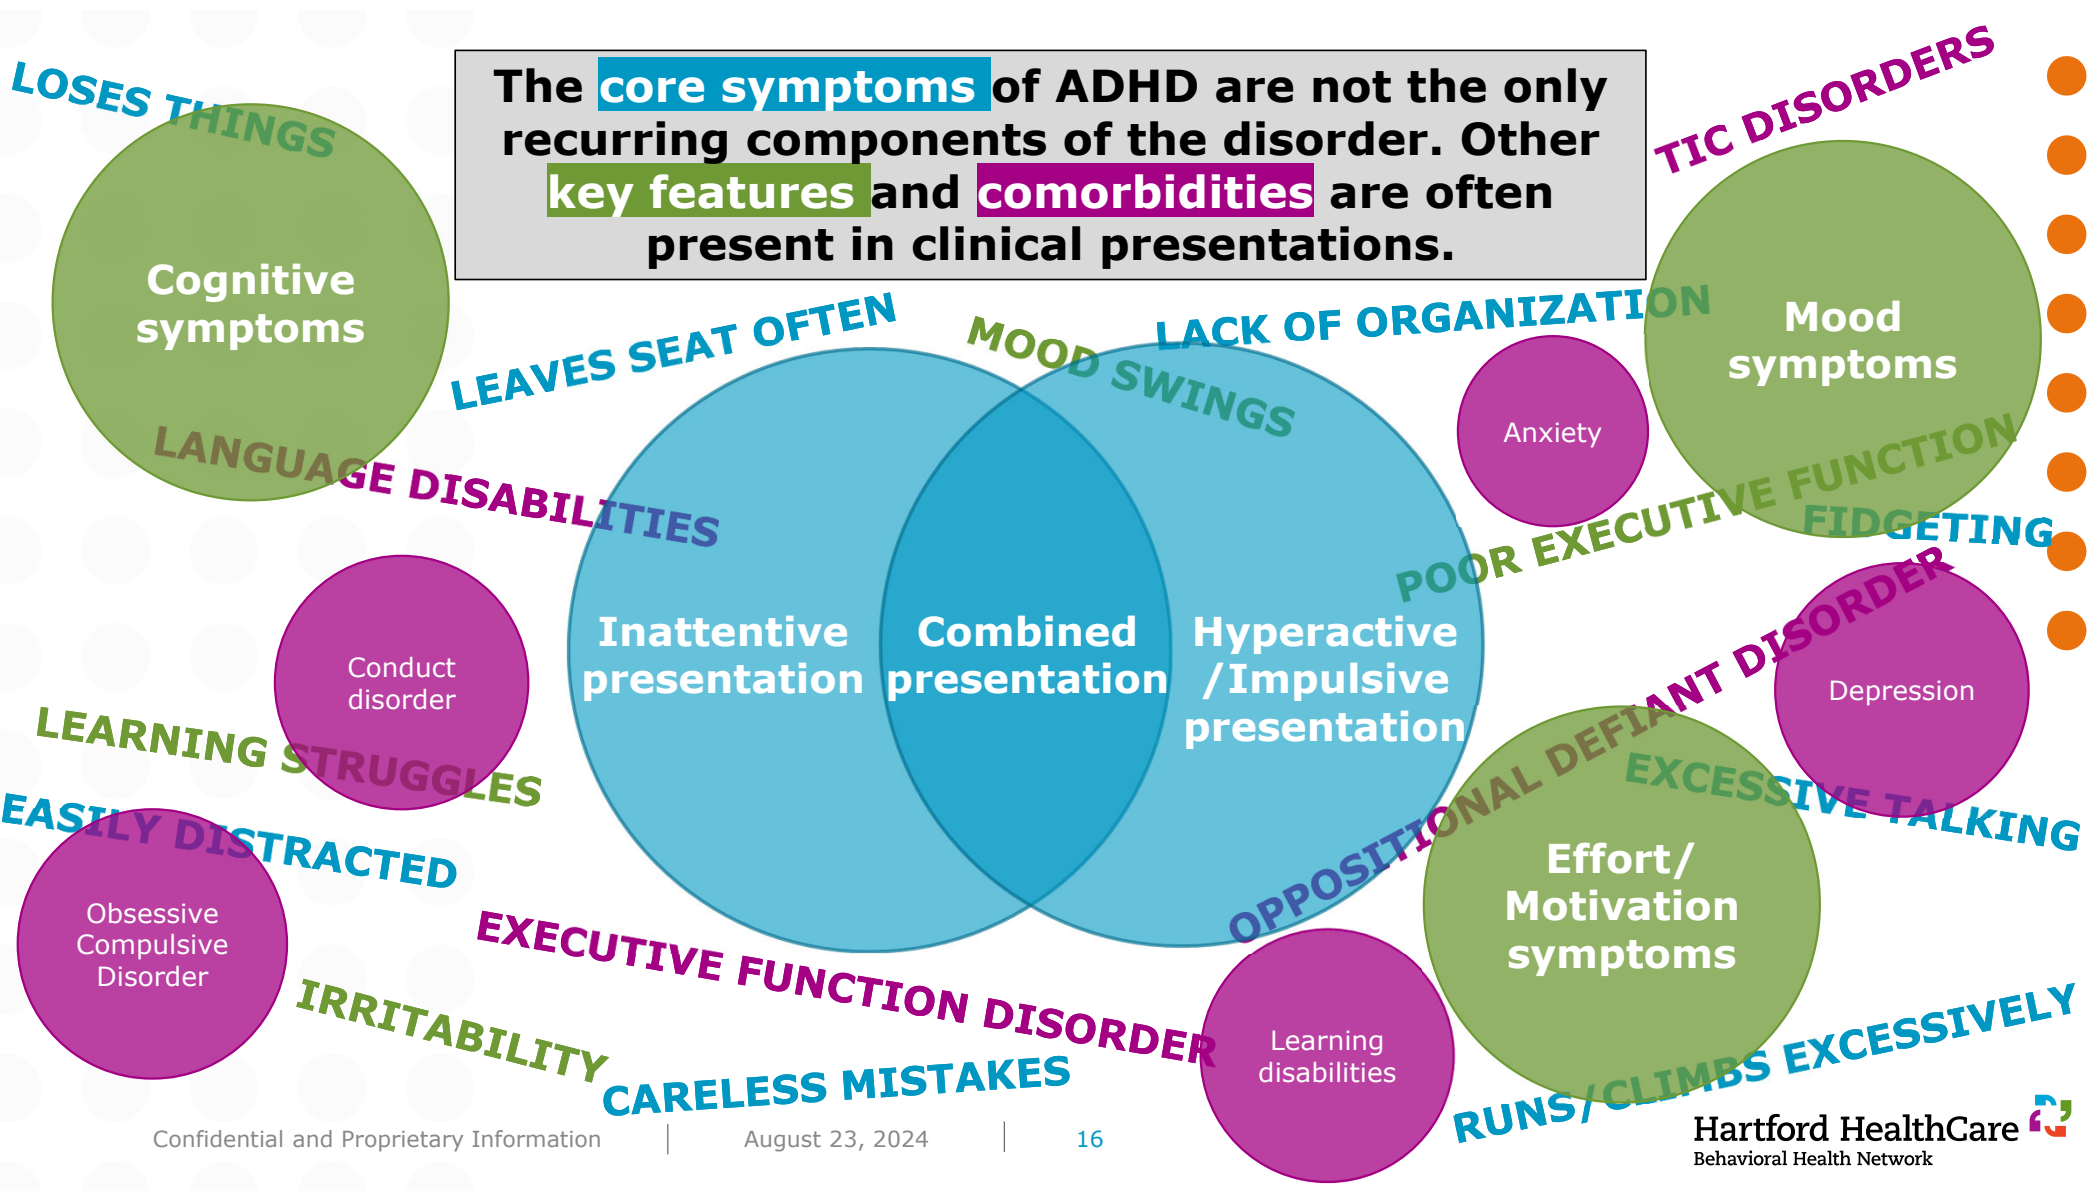 The core symptoms of ADHD are not the only
recurring components of the disorder. Other
key features and comorbidities are often
present in clinical presentations.
LOSES THINGS
TIC DISORDERS
Cognitive
symptoms
Mood
symptoms
LEAVES SEAT OFTEN
MOOD SWINGS
LACK OF ORGANIZATION
Anxiety
LANGUAGE DISABILITIES
POOR EXECUTIVE FUNCTION
FIDGETING
Conduct
disorder
Inattentive
presentation
Combined
presentation
Hyperactive
/Impulsive
presentation
OPPOSITIONAL DEFIANT DISORDER
Depression
LEARNING STRUGGLES
EXCESSIVE TALKING
EASILY DISTRACTED
Effort/
Motivation
symptoms
Obsessive
Compulsive
Disorder
EXECUTIVE FUNCTION DISORDER
IRRITABILITY
Learning
disabilities
CARELESS MISTAKES
RUNS/CLIMBS EXCESSIVELY
Confidential and Proprietary Information
August 23, 2024
16
Hartford HealthCare
Behavioral Health Network